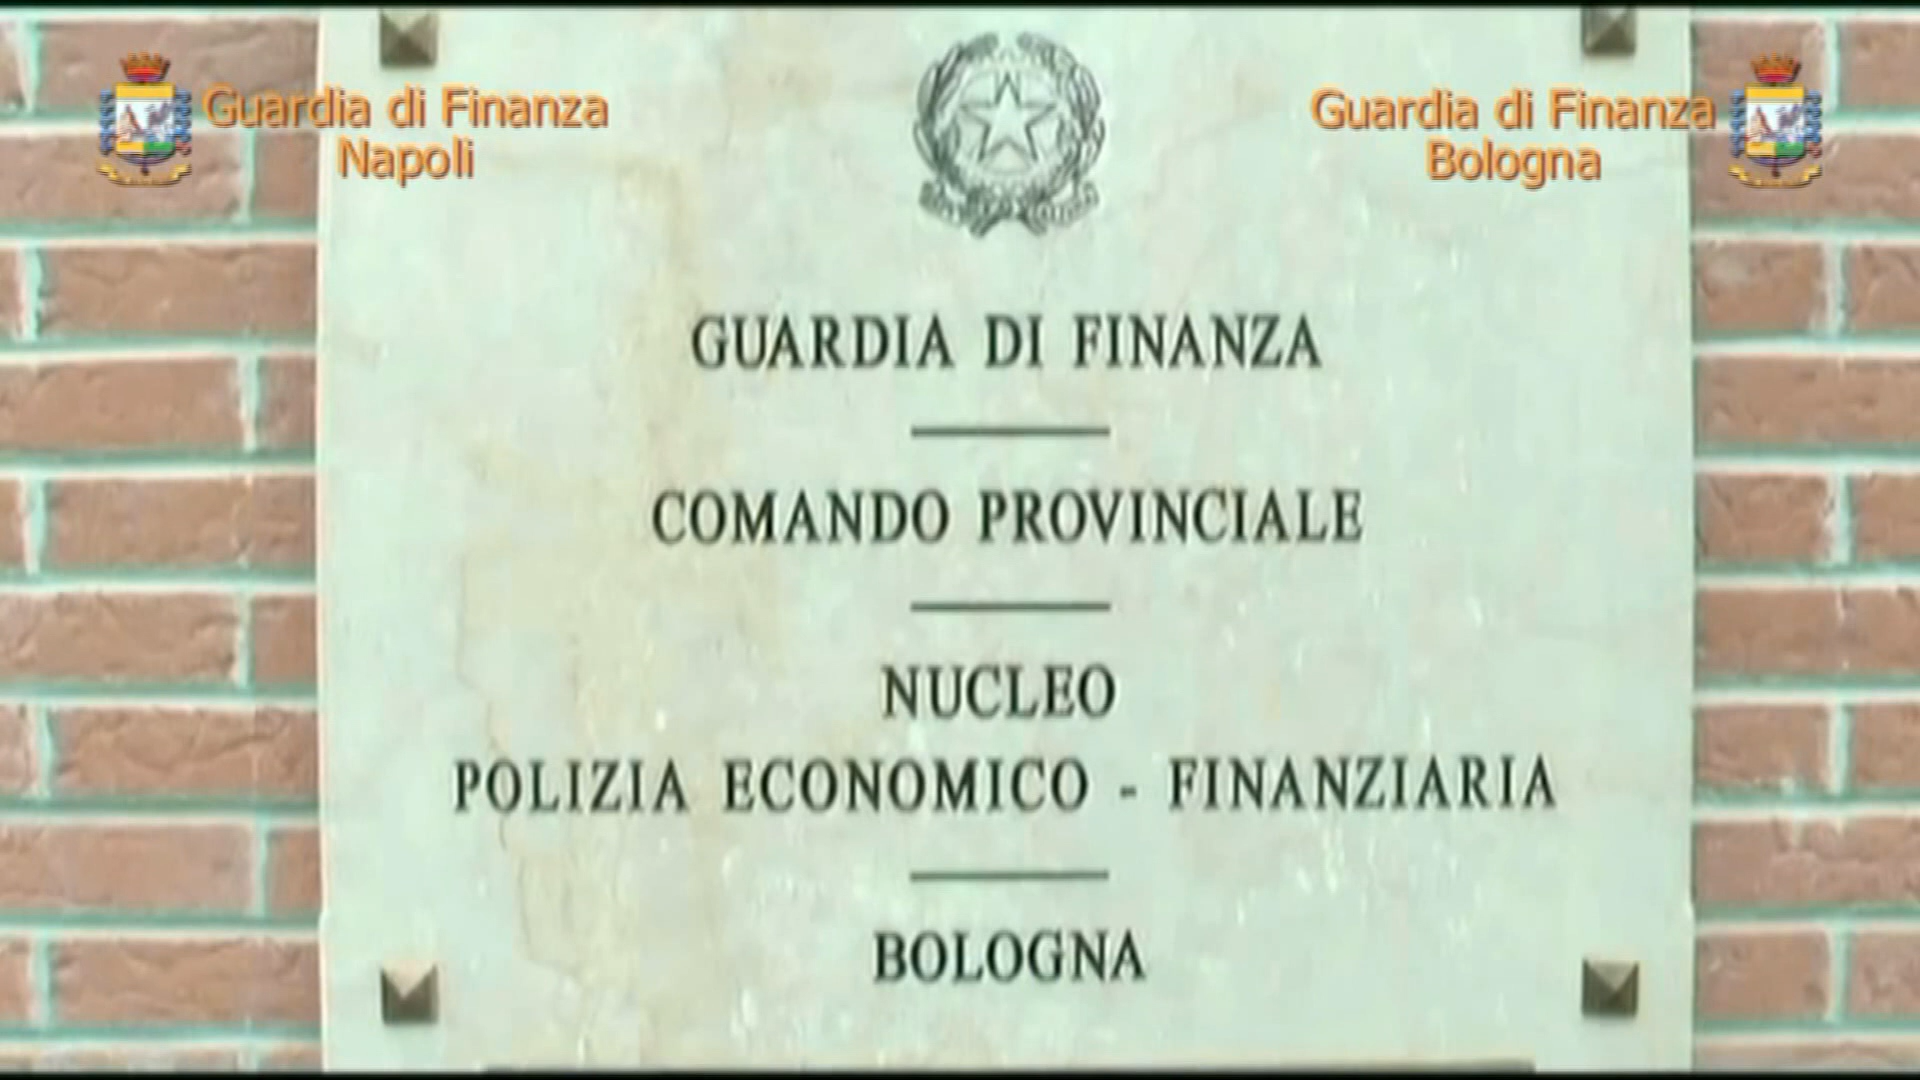 Guardia di Finanza
Napoli
Guardia di Finanza
Bologna
GUARDIA DI FINANZA
COMANDO PROVINCIALE
NUCLEO
POLIZIA ECONOMICO - FINANZIARIA
BOLOGNA